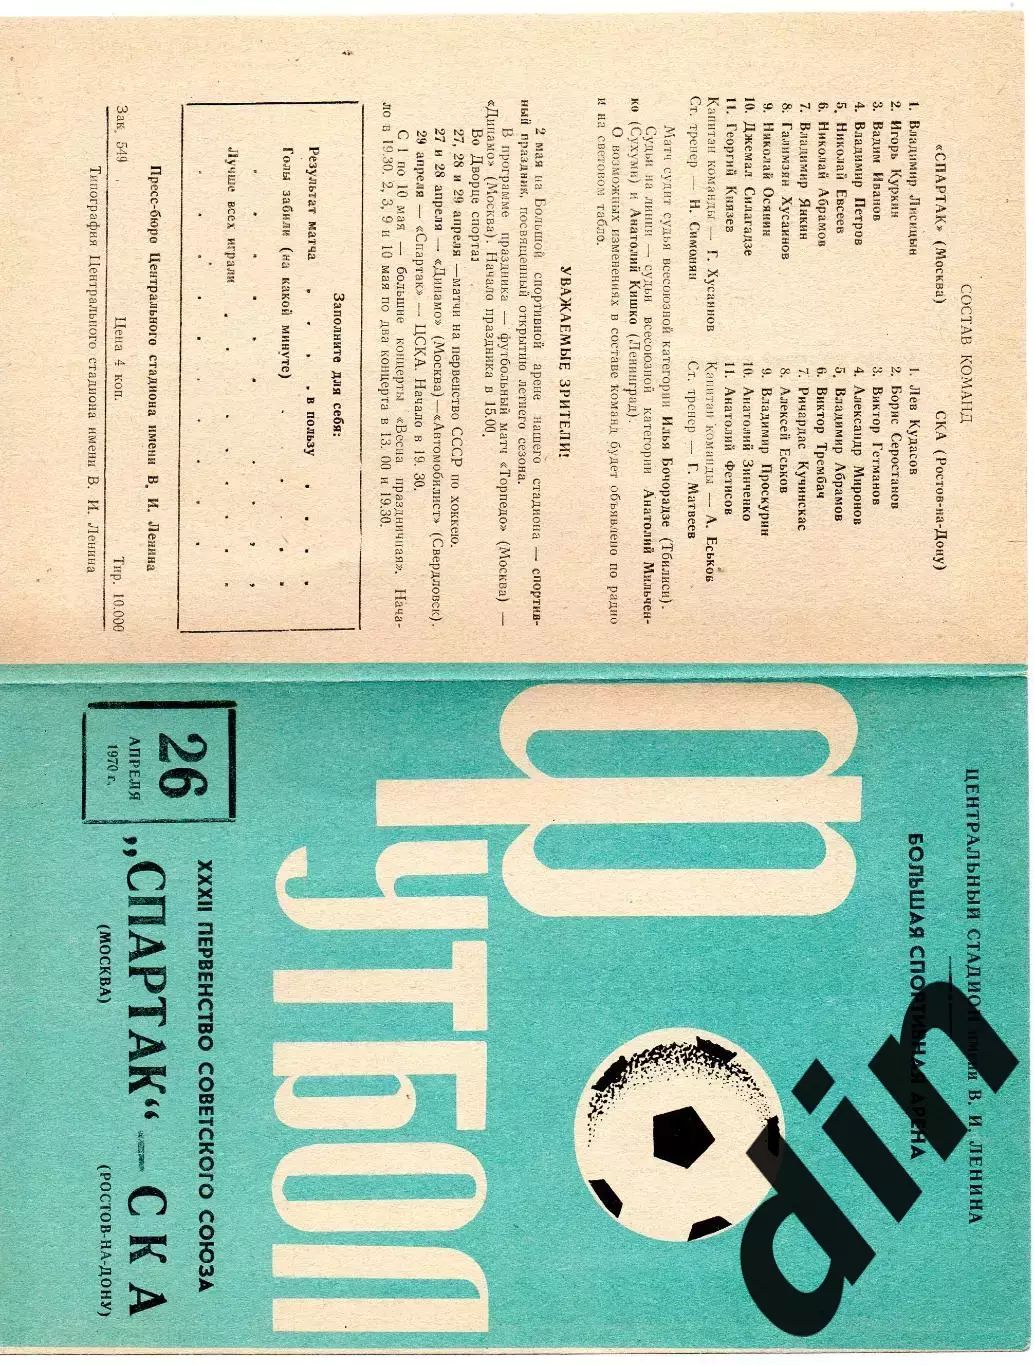 СОСТАВ КОМАНД
«СПАРТАК» (Москва)
1. Владимир Лисицын
2. Игорь Куркин
3. Вадим Иванов
4. Владимир Петров
5. Николай Евсеев
6. Николай Абрамов
7. Владимир Янкин
8. Галимзян Хусаинов
9. Николай Осянин
10. Джемал Силагадзе
11. Георгий Князев
Капитан команды — Г. Хусаинов
Ст. тренер — Н. Симонян
СКА (Ростов-на-Дону)
1. Лев Кудасов
2. Борис Серостанов
3. Виктор Гетманов
4. Александр Миронов
5. Владимир Абрамов
6. Виктор Трембач
7. Ричардас Кучинскас
8. Алексей Еськов
9. Владимир Проскурин
10. Анатолий Зинченко
11. Анатолий Фетисов
Капитан команды — А. Еськов
Ст. тренер — Г. Матвеев
Матч судит судья всесоюзной категории Илья Бочорадзе (Тбилиси).
Судьи на линии — судьи всесоюзной категории Анатолий Мильчен-
ко (Сухуми) и Анатолий Кишко (Ленинград).
О возможных изменениях в составе команд будет объявлено по радио
и на световом табло.
УВАЖАЕМЫЕ ЗРИТЕЛИ!
2 мая на Большой спортивной арене нашего стадиона — спортив-
ный праздник, посвященный открытию летнего сезона.
В программе праздника — футбольный матч «Торпедо» (Москва) —
«Динамо» (Москва). Начало праздника в 15.00.
Во Дворце спорта:
27, 28 и 29 апреля —матчи на первенство СССР по хоккею.
27 и 28 апреля — «Динамо» (Москва)—«Автомобилист» (Свердловск).
29 апреля — «Спартак» — ЦСКА. Начало в 19. 30.
С 1 по 10 мая — большие концерты «Весна праздничная». Нача-
ло в 19.30. 2, 3, 9 и 10 мая по два концерта в 13. 00 и 19.30.
Заполните для себя:
Результат матча . . . . в пользу . . . .
Голы забили (на какой минуте) . . . .
Лучше всех играли . . . . . . . .
Пресс-бюро Центрального стадиона имени В. И. Ленина
Зак. 549 Цена 4 коп. Тир. 10.000
Типография Центрального стадиона имени В. И. Ленина
ЦЕНТРАЛЬНЫЙ СТАДИОН имени В. И. ЛЕНИНА
БОЛЬШАЯ СПОРТИВНАЯ АРЕНА
din
футбол
26
АПРЕЛЯ
1970 г.
XXXII ПЕРВЕНСТВО СОВЕТСКОГО СОЮЗА
„СПАРТАК“ — СКА
(МОСКВА) (РОСТОВ-НА-ДОНУ)